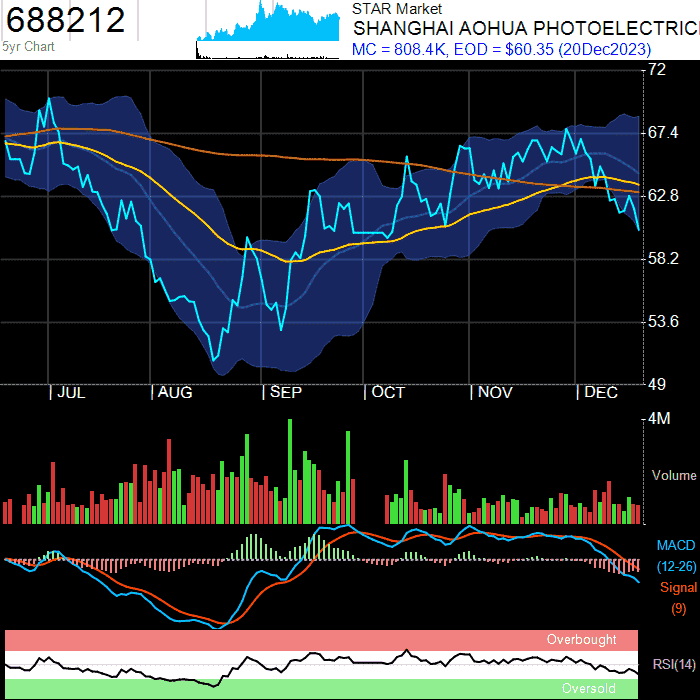 688212
5yr Chart
STAR Market
SHANGHAI AOHUA PHOTOELECTRIC
MC = 808.4K, EOD = $60.35 (20Dec2023)
72
67.4
62.8
58.2
53.6
49
JUL AUG SEP OCT NOV DEC
4M
Volume
MACD
(12-26)
Signal
(9)
Overbought
RSI(14)
Oversold